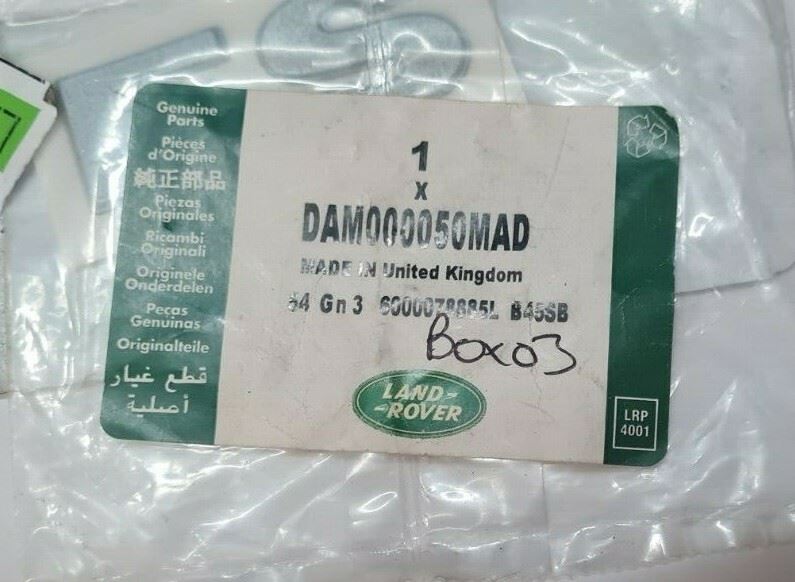 Genuine
Parts
Pièces
d'Origine
純正部品
Piezas
Originales
Ricambi
Originali
Originele
Onderdelen
Peças
Genuinas
Originalteile
قطع غيار
أصلية
1
x
DAM000050MAD
MADE IN United Kingdom
54 Gn 3 B45SB
Box03
LAND-
-ROVER
LRP
4001